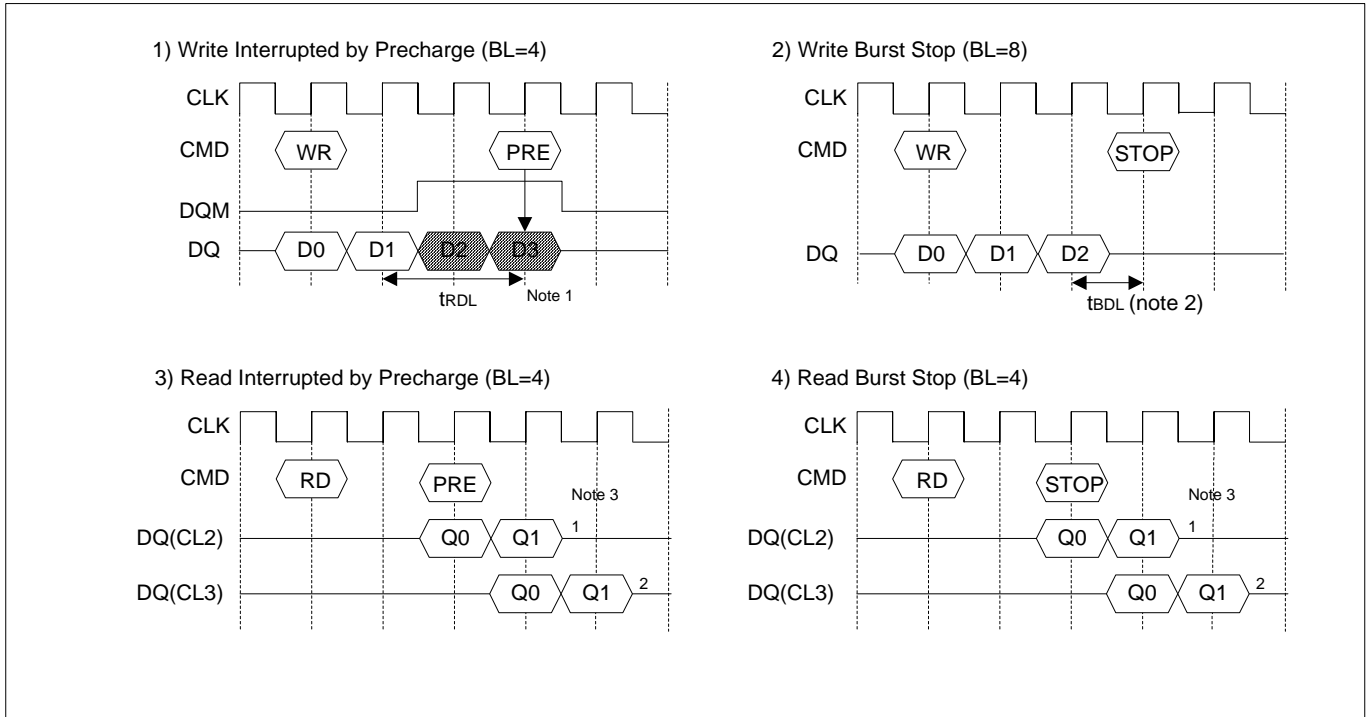 1) Write Interrupted by Precharge (BL=4)
CLK
CMD
WR
PRE
DQM
DQ
D0
D1
D2
D3
tRDL
Note 1
2) Write Burst Stop (BL=8)
CLK
CMD
WR
STOP
DQ
D0
D1
D2
tBDL (note 2)
3) Read Interrupted by Precharge (BL=4)
CLK
CMD
RD
PRE
Note 3
DQ(CL2)
Q0
Q1
1
DQ(CL3)
Q0
Q1
2
4) Read Burst Stop (BL=4)
CLK
CMD
RD
STOP
Note 3
DQ(CL2)
Q0
Q1
1
DQ(CL3)
Q0
Q1
2